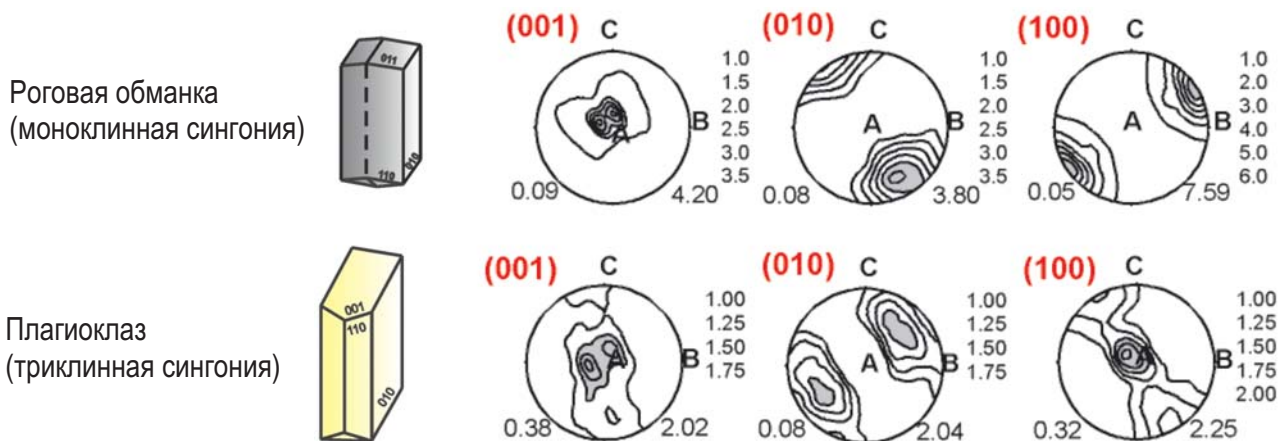 Роговая обманка
(моноклинная сингония)
011
110
010
(001)
C
A
B
1.0
1.5
2.0
2.5
3.0
3.5
0.09
4.20
(010)
C
A
B
1.0
1.5
2.0
2.5
3.0
3.5
0.08
3.80
(100)
C
A
B
1.0
2.0
3.0
4.0
5.0
6.0
0.05
7.59
Плагиоклаз
(триклинная сингония)
001
110
010
(001)
C
A
B
1.00
1.25
1.50
1.75
0.38
2.02
(010)
C
A
B
1.00
1.25
1.50
1.75
0.08
2.04
(100)
C
A
B
1.00
1.25
1.50
1.75
2.00
0.32
2.25